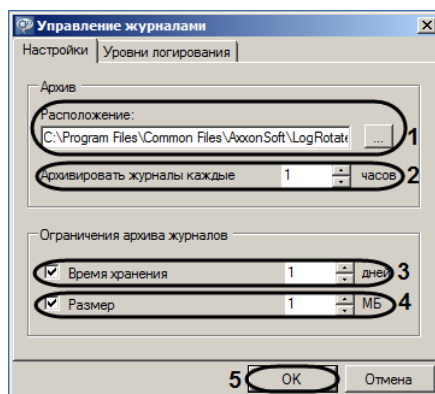 Управление журналами
Настройки Уровни логирования
Архив
Расположение:
C:\Program Files\Common Files\AxxonSoft\LogRotate ... 1
Архивировать журналы каждые 1 часов 2
Ограничения архива журналов
Время хранения 1 дней 3
Размер 1 МБ 4
5 OK Отмена